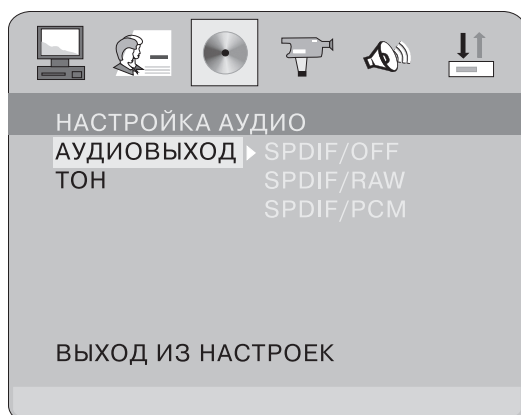 НАСТРОЙКА АУДИО
АУДИОВЫХОД SPDIF/OFF
ТОН SPDIF/RAW
SPDIF/PCM
ВЫХОД ИЗ НАСТРОЕК